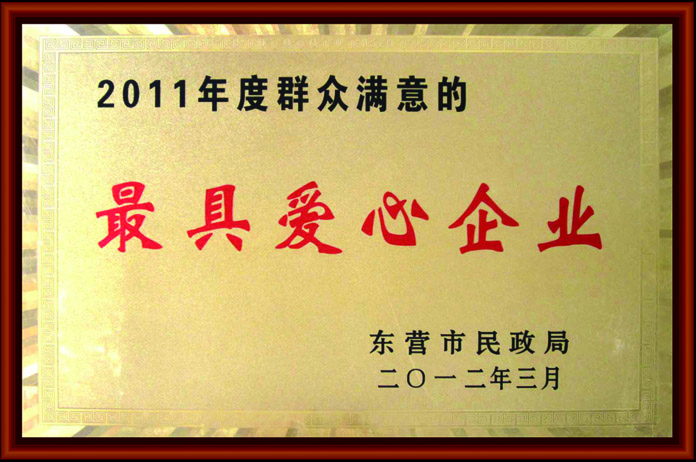 2011年度群众满意的
最具爱心企业
东营市民政局
二〇一二年三月